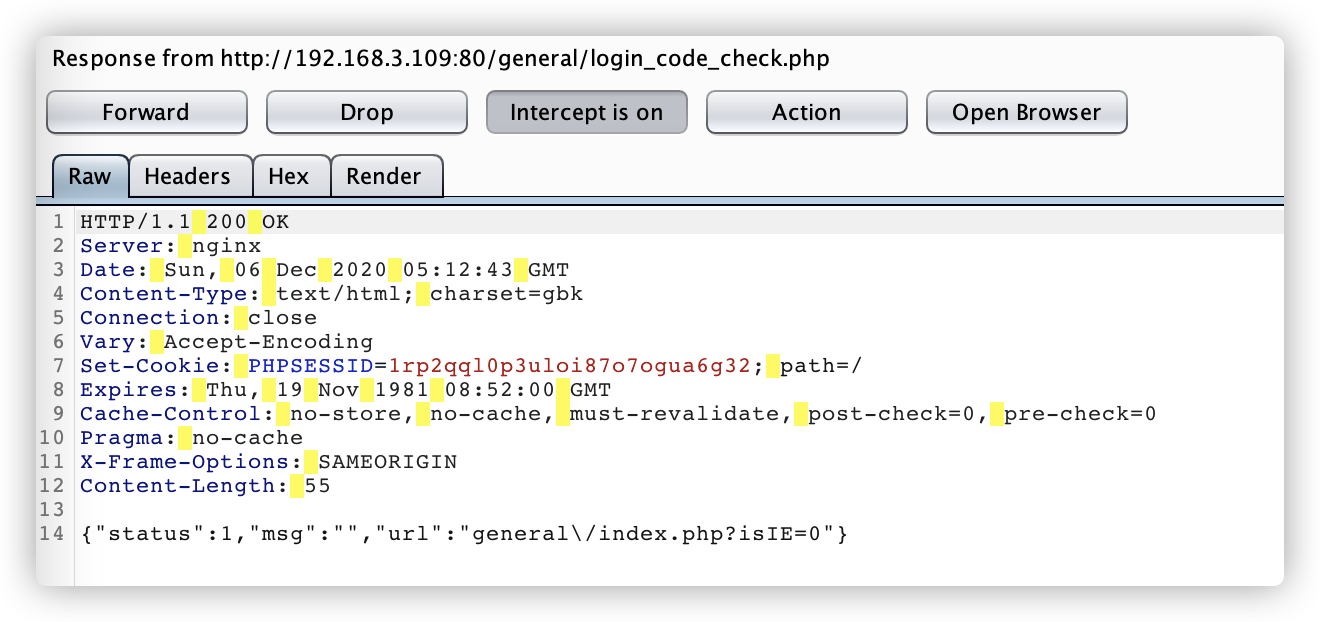 Response from http://192.168.3.109:80/general/login_code_check.php
Forward Drop Intercept is on Action Open Browser
Raw Headers Hex Render
1 HTTP/1.1 200 OK
2 Server: nginx
3 Date: Sun, 06 Dec 2020 05:12:43 GMT
4 Content-Type: text/html; charset=gbk
5 Connection: close
6 Vary: Accept-Encoding
7 Set-Cookie: PHPSESSID=1rp2qql0p3uloi87o7ogua6g32; path=/
8 Expires: Thu, 19 Nov 1981 08:52:00 GMT
9 Cache-Control: no-store, no-cache, must-revalidate, post-check=0, pre-check=0
10 Pragma: no-cache
11 X-Frame-Options: SAMEORIGIN
12 Content-Length: 55
13
14 {"status":1,"msg":"","url":"general\/index.php?isIE=0"}